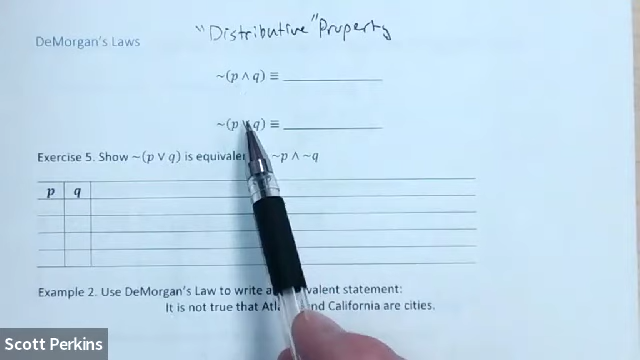 "Distributive" Property
DeMorgan's Laws
~(p ∧ q) ≡
~(p ∨ q) ≡
Exercise 5. Show ~(p ∨ q) is equivale ~p ∧ ~q
p q
Example 2. Use DeMorgan's Law to write a valent statement:
It is not true that Atl nd California are cities.
Scott Perkins